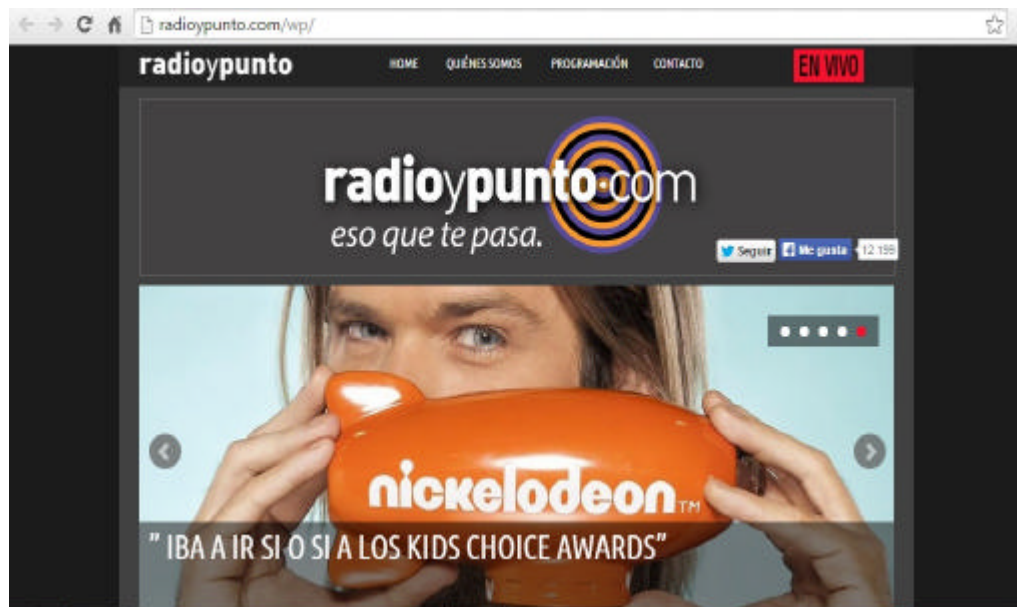 radioypunto.com/wp/
radioypunto HOME QUIÉNES SOMOS PROGRAMACIÓN CONTACTO EN VIVO
radioypunto.com
eso que te pasa.
Seguir Me gusta 12 199
nickelodeon TM
" IBA A IR SI O SI A LOS KIDS CHOICE AWARDS"